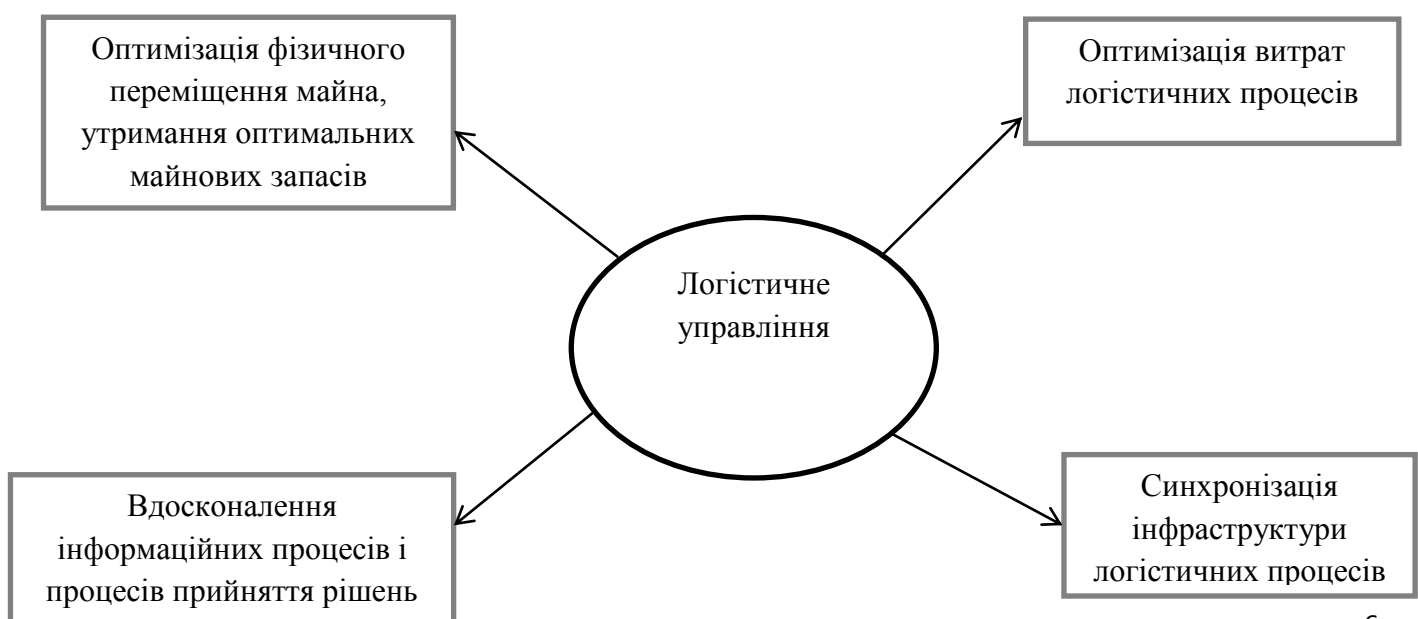 Оптимізація фізичного
переміщення майна,
утримання оптимальних
майнових запасів
Оптимізація витрат
логістичних процесів
Логістичне
управління
Вдосконалення
інформаційних процесів і
процесів прийняття рішень
Синхронізація
інфраструктури
логістичних процесів